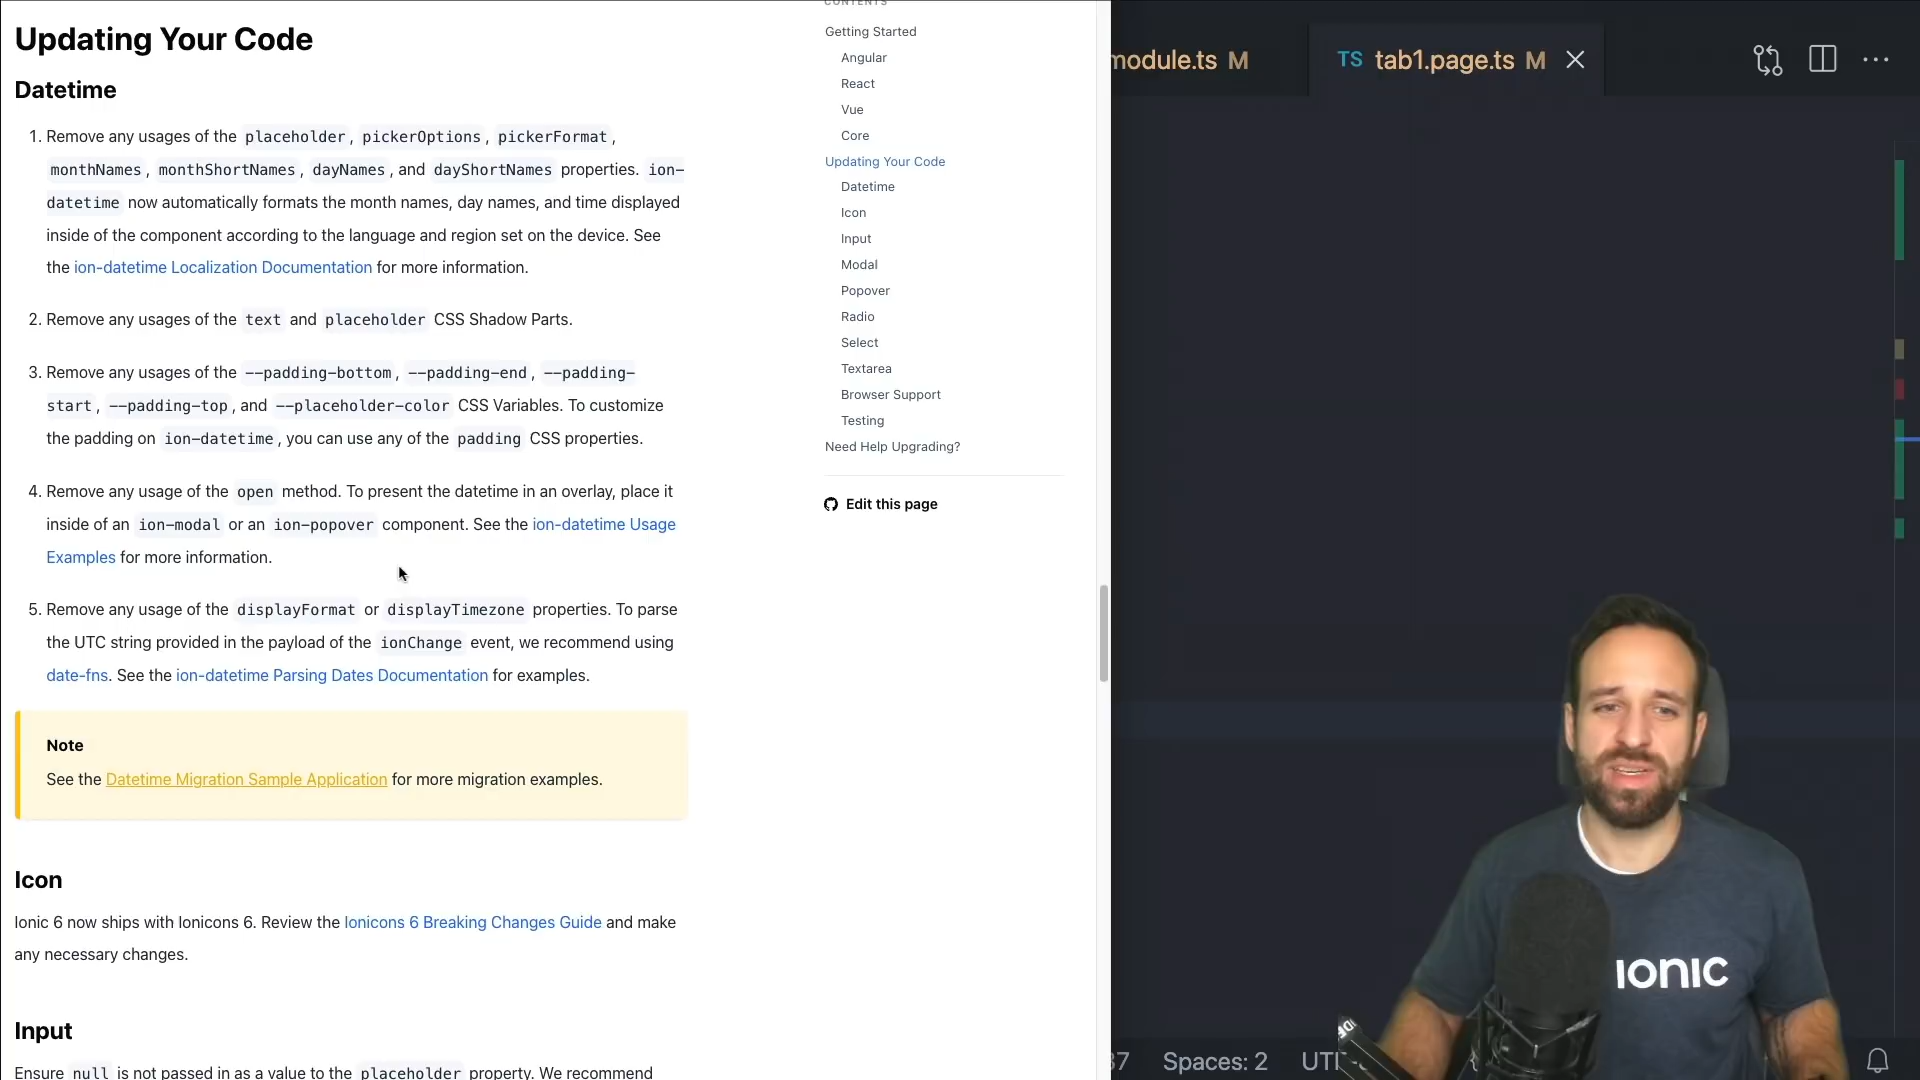 Updating Your Code
Datetime
1. Remove any usages of the placeholder, pickerOptions, pickerFormat,
monthNames, monthShortNames, dayNames, and dayShortNames properties. ion-
datetime now automatically formats the month names, day names, and time displayed
inside of the component according to the language and region set on the device. See
the ion-datetime Localization Documentation for more information.
2. Remove any usages of the text and placeholder CSS Shadow Parts.
3. Remove any usages of the --padding-bottom, --padding-end, --padding-
start, --padding-top, and --placeholder-color CSS Variables. To customize
the padding on ion-datetime, you can use any of the padding CSS properties.
4. Remove any usage of the open method. To present the datetime in an overlay, place it
inside of an ion-modal or an ion-popover component. See the ion-datetime Usage
Examples for more information.
5. Remove any usage of the displayFormat or displayTimezone properties. To parse
the UTC string provided in the payload of the ionChange event, we recommend using
date-fns. See the ion-datetime Parsing Dates Documentation for examples.
Note
See the Datetime Migration Sample Application for more migration examples.
Icon
Ionic 6 now ships with Ionicons 6. Review the Ionicons 6 Breaking Changes Guide and make
any necessary changes.
Input
Ensure null is not passed in as a value to the placeholder property. We recommend
CONTENTS
Getting Started
Angular
React
Vue
Core
Updating Your Code
Datetime
Icon
Input
Modal
Popover
Radio
Select
Textarea
Browser Support
Testing
Need Help Upgrading?
Edit this page
module.ts M
TS tab1.page.ts M
IONIC
37 Spaces: 2 UTF-